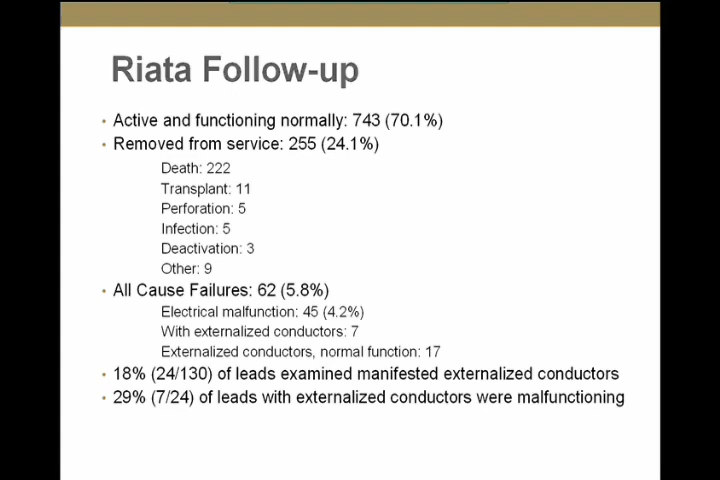 Riata Follow-up
• Active and functioning normally: 743 (70.1%)
• Removed from service: 255 (24.1%)
Death: 222
Transplant: 11
Perforation: 5
Infection: 5
Deactivation: 3
Other: 9
• All Cause Failures: 62 (5.8%)
Electrical malfunction: 45 (4.2%)
With externalized conductors: 7
Externalized conductors, normal function: 17
• 18% (24/130) of leads examined manifested externalized conductors
• 29% (7/24) of leads with externalized conductors were malfunctioning